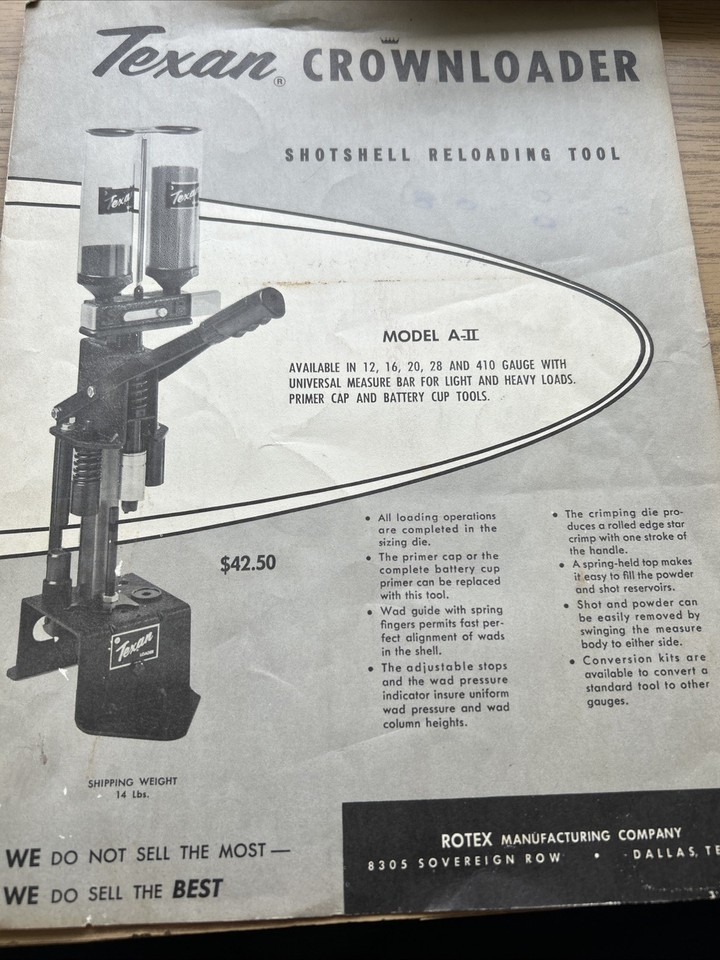 Texan® CROWNLOADER
SHOTSHELL RELOADING TOOL
Texan
Texan
MODEL A-II
AVAILABLE IN 12, 16, 20, 28 AND 410 GAUGE WITH
UNIVERSAL MEASURE BAR FOR LIGHT AND HEAVY LOADS.
PRIMER CAP AND BATTERY CUP TOOLS.
$42.50
Texan
LOADER
SHIPPING WEIGHT
14 Lbs.
• All loading operations
are completed in the
sizing die.
• The primer cap or the
complete battery cup
primer can be replaced
with this tool.
• Wad guide with spring
fingers permits fast per-
fect alignment of wads
in the shell.
• The adjustable stops
and the wad pressure
indicator insure uniform
wad pressure and wad
column heights.
• The crimping die pro-
duces a rolled edge star
crimp with one stroke of
the handle.
• A spring-held top makes
it easy to fill the powder
and shot reservoirs.
• Shot and powder can
be easily removed by
swinging the measure
body to either side.
• Conversion kits are
available to convert a
standard tool to other
gauges.
WE DO NOT SELL THE MOST—
WE DO SELL THE BEST
ROTEX MANUFACTURING COMPANY
8305 SOVEREIGN ROW • DALLAS, TE